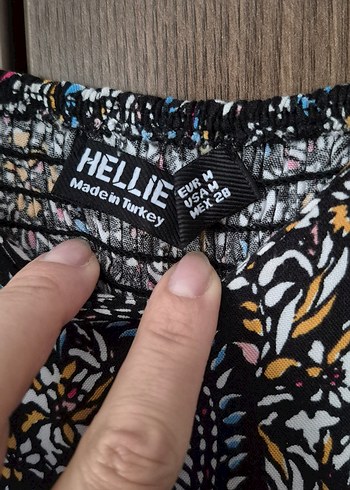 HELLIE
Made in Turkey
EUR M
USA M
MEX 28